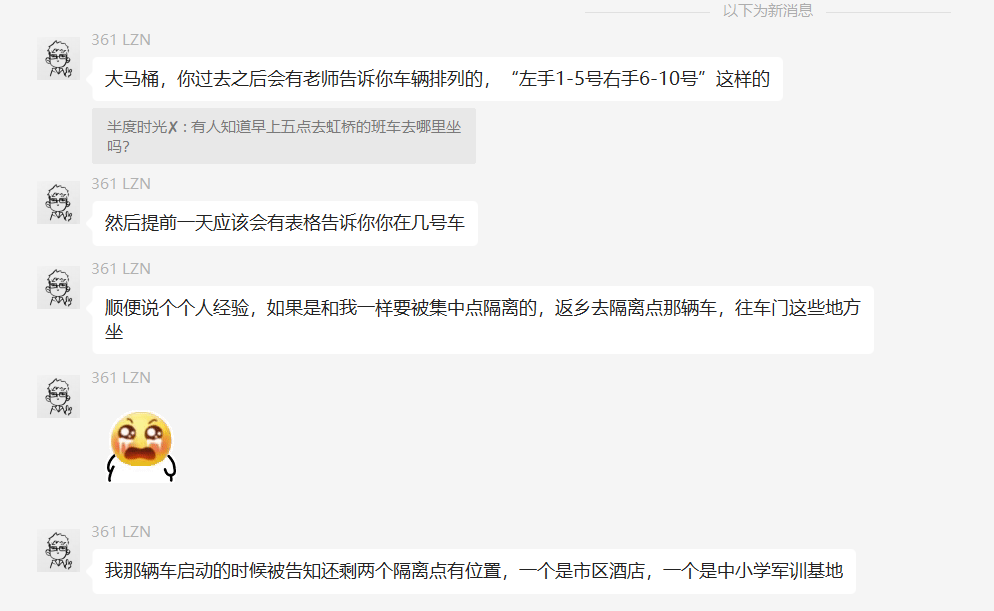 以下为新消息
361 LZN
大马桶，你过去之后会有老师告诉你车辆排列的，“左手1-5号右手6-10号”这样的
半度时光✘ : 有人知道早上五点去虹桥的班车去哪里坐
吗?
361 LZN
然后提前一天应该会有表格告诉你你在几号车
361 LZN
顺便说个个人经验，如果是和我一样要被集中点隔离的，返乡去隔离点那辆车，往车门这些地方
坐
361 LZN
361 LZN
我那辆车启动的时候被告知还剩两个隔离点有位置，一个是市区酒店，一个是中小学军训基地